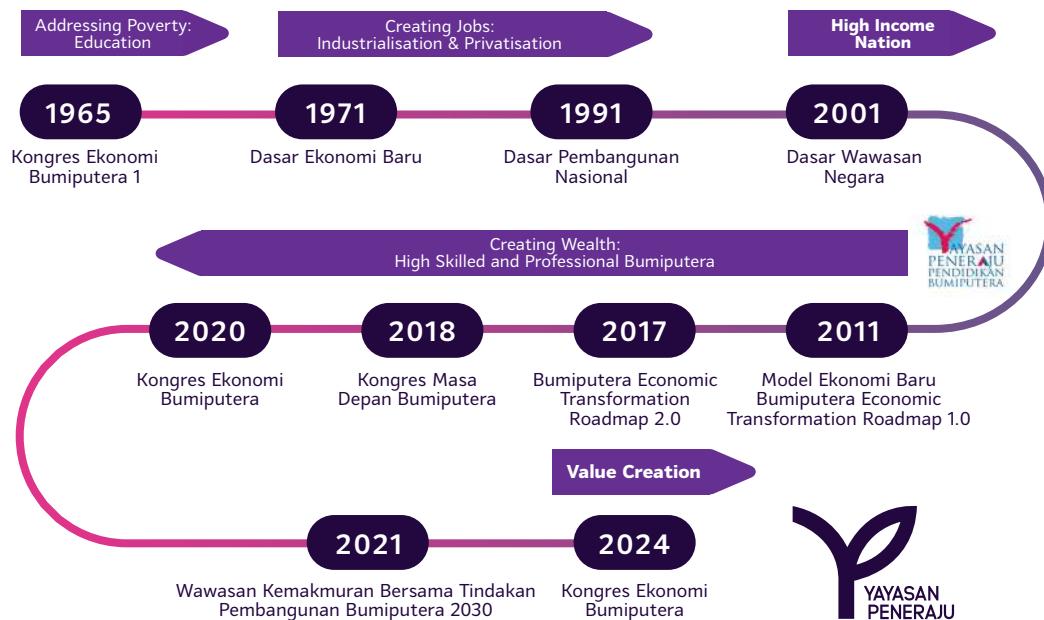 Addressing Poverty:
Education
Creating Jobs:
Industrialisation & Privatisation
High Income
Nation
1965
1971
1991
2001
Kongres Ekonomi
Bumiputera 1
Dasar Ekonomi Baru
Dasar Pembangunan
Nasional
Dasar Wawasan
Negara
Creating Wealth:
High Skilled and Professional Bumiputera
YAYASAN
PENERAJU
PENDIDIKAN
BUMIPUTERA
2020
2018
2017
2011
Kongres Ekonomi
Bumiputera
Kongres Masa
Depan Bumiputera
Bumiputera Economic
Transformation
Roadmap 2.0
Model Ekonomi Baru
Bumiputera Economic
Transformation Roadmap 1.0
Value Creation
2021
2024
Wawasan Kemakmuran Bersama Tindakan
Pembangunan Bumiputera 2030
Kongres Ekonomi
Bumiputera
YAYASAN
PENERAJU